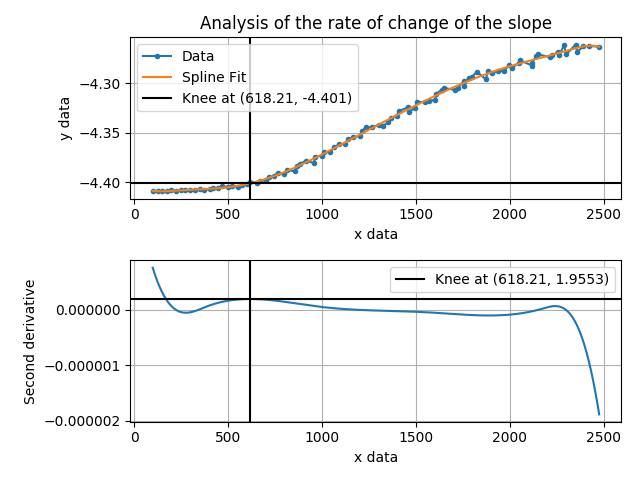 Analysis of the rate of change of the slope
Data
Spline Fit
Knee at (618.21, -4.401)
−4.30
−4.35
−4.40
y data
0 500 1000 1500 2000 2500
x data
Knee at (618.21, 1.9553)
0.000000
−0.000001
−0.000002
Second derivative
0 500 1000 1500 2000 2500
x data